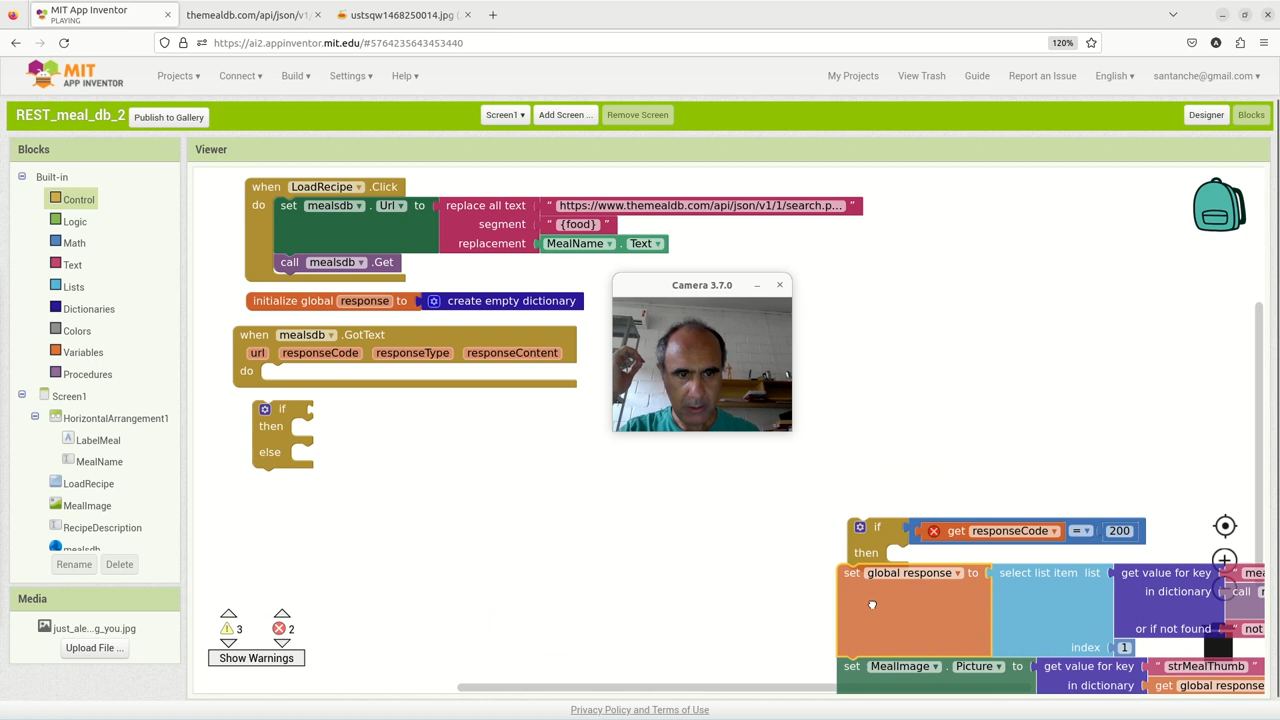 MIT App Inventor
PLAYING
themealdb.com/api/json/v1/
ustsqw1468250014.jpg (
https://ai2.appinventor.mit.edu/#5764235643453440
120%
MIT
APP INVENTOR
Projects ▾ Connect ▾ Build ▾ Settings ▾ Help ▾ My Projects View Trash Guide Report an Issue English ▾ santanche@gmail.com ▾
REST_meal_db_2 Publish to Gallery Screen1 ▾ Add Screen ... Remove Screen Designer Blocks
Blocks
Viewer
Built-in
Control
Logic
Math
Text
Lists
Dictionaries
Colors
Variables
Procedures
Screen1
HorizontalArrangement1
LabelMeal
MealName
LoadRecipe
MealImage
RecipeDescription
mealsdb
Rename Delete
Media
just_ale...g_you.jpg
Upload File ...
when LoadRecipe .Click
do set mealsdb . Url to replace all text “ https://www.themealdb.com/api/json/v1/1/search.p... ”
segment “ {food} ”
replacement MealName . Text
call mealsdb .Get
initialize global response to create empty dictionary
when mealsdb .GotText
url responseCode responseType responseContent
do
if
then
else
Camera 3.7.0
if get responseCode = 200
then
set global response to select list item list get value for key “ mea
in dictionary call
or if not found “ not
index 1
set MealImage . Picture to get value for key “ strMealThumb ”
in dictionary get global response
3 2
Show Warnings
Privacy Policy and Terms of Use